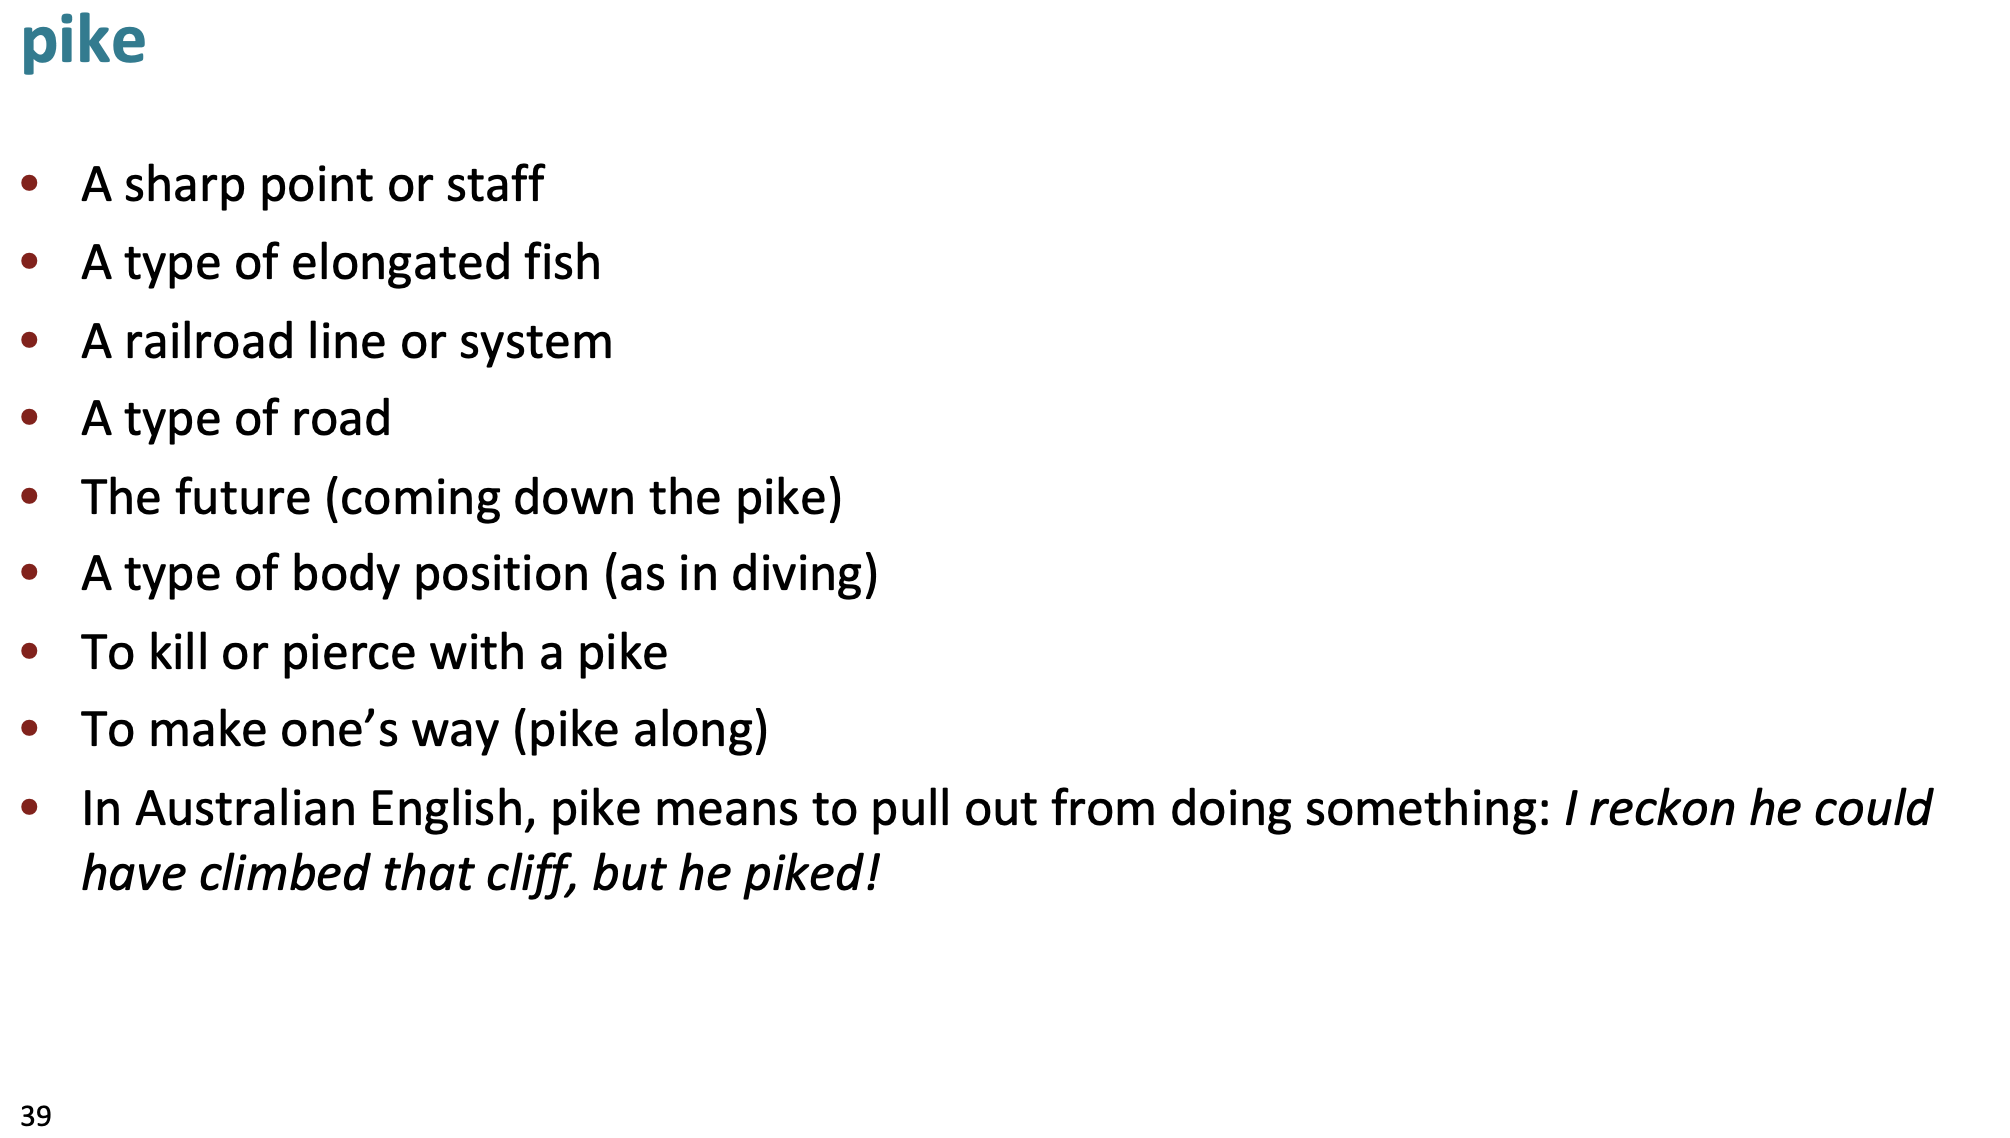 pike
• A sharp point or staff
• A type of elongated fish
• A railroad line or system
• A type of road
• The future (coming down the pike)
• A type of body position (as in diving)
• To kill or pierce with a pike
• To make one’s way (pike along)
• In Australian English, pike means to pull out from doing something: I reckon he could
have climbed that cliff, but he piked!
39